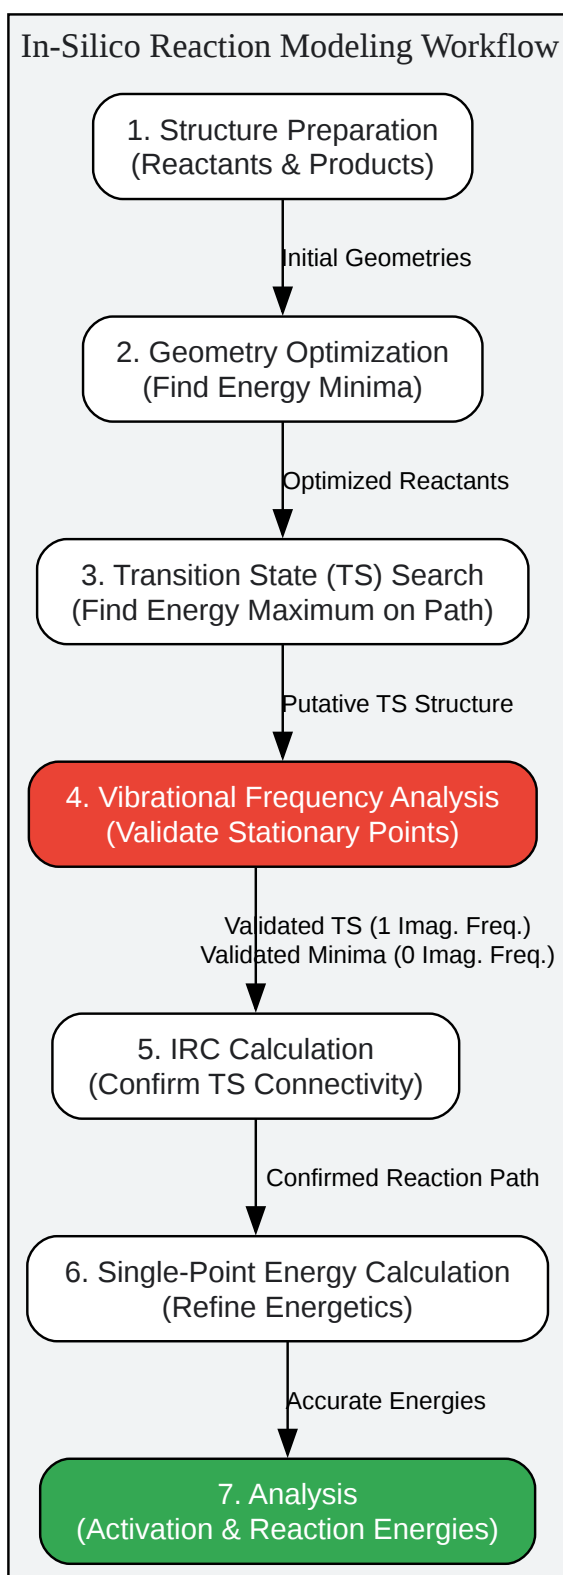 In-Silico Reaction Modeling Workflow
1. Structure Preparation
(Reactants & Products)
Initial Geometries
2. Geometry Optimization
(Find Energy Minima)
Optimized Reactants
3. Transition State (TS) Search
(Find Energy Maximum on Path)
Putative TS Structure
4. Vibrational Frequency Analysis
(Validate Stationary Points)
Validated TS (1 Imag. Freq.)
Validated Minima (0 Imag. Freq.)
5. IRC Calculation
(Confirm TS Connectivity)
Confirmed Reaction Path
6. Single-Point Energy Calculation
(Refine Energetics)
Accurate Energies
7. Analysis
(Activation & Reaction Energies)